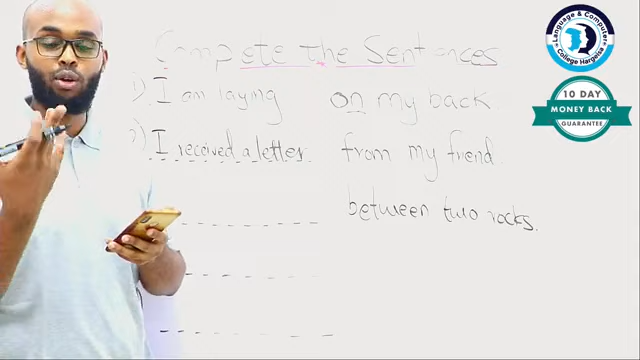 Language & Computer
College Hargeisa
10 DAY
MONEY BACK
GUARANTEE
Complete The Sentences
1) I am laying on my back
2) I received a letter from my friend.
between two rocks.